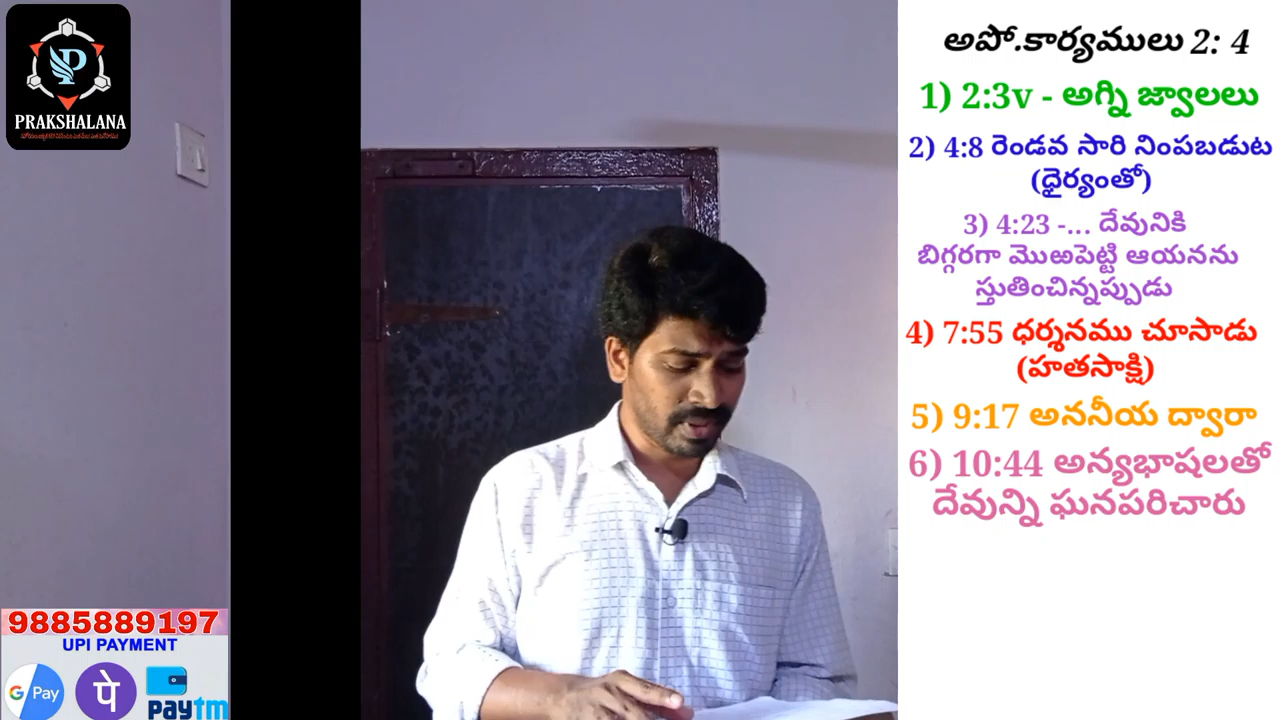 PRAKSHALANA
అపో.కార్యములు 2: 4
1) 2:3v - అగ్ని జ్వాలలు
2) 4:8 రెండవ సారి నింపబడుట
(ధైర్యంతో)
3) 4:23 -... దేవునికి
బిగ్గరగా మొఱపెట్టి ఆయనను
స్తుతించిన్నప్పుడు
4) 7:55 ధర్శనము చూసాడు
(హతసాక్షి)
5) 9:17 అననీయ ద్వారా
6) 10:44 అన్యభాషలతో
దేవున్ని ఘనపరిచారు
9885889197
UPI PAYMENT
G Pay
पे
paytm